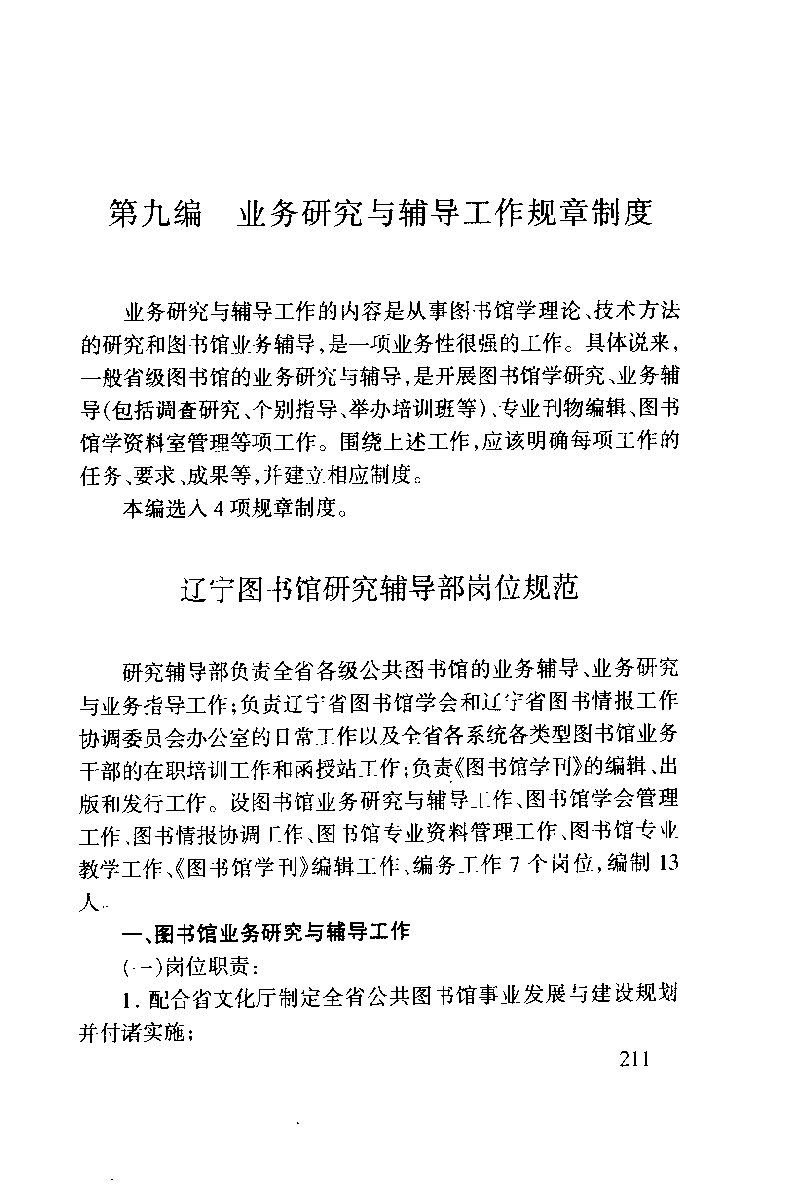 第九编　业务研究与辅导工作规章制度
业务研究与辅导工作的内容是从事图书馆学理论、技术方法
的研究和图书馆业务辅导,是一项业务性很强的工作。具体说来,
一般省级图书馆的业务研究与辅导,是开展图书馆学研究、业务辅
导(包括调查研究、个别指导、举办培训班等)、专业刊物编辑、图书
馆学资料室管理等项工作。围绕上述工作,应该明确每项工作的
任务、要求、成果等,并建立相应制度。
本编选入4项规章制度。
辽宁图书馆研究辅导部岗位规范
研究辅导部负责全省各级公共图书馆的业务辅导、业务研究
与业务指导工作;负责辽宁省图书馆学会和辽宁省图书情报工作
协调委员会办公室的日常工作以及全省各系统各类型图书馆业务
干部的在职培训工作和函授站工作;负责《图书馆学刊》的编辑、出
版和发行工作。设图书馆业务研究与辅导工作、图书馆学会管理
工作、图书情报协调工作、图书馆专业资料管理工作、图书馆专业
教学工作、《图书馆学刊》编辑工作、编务工作7个岗位,编制13
人。
一、图书馆业务研究与辅导工作
(一)岗位职责:
1.配合省文化厅制定全省公共图书馆事业发展与建设规划
并付诸实施;
211